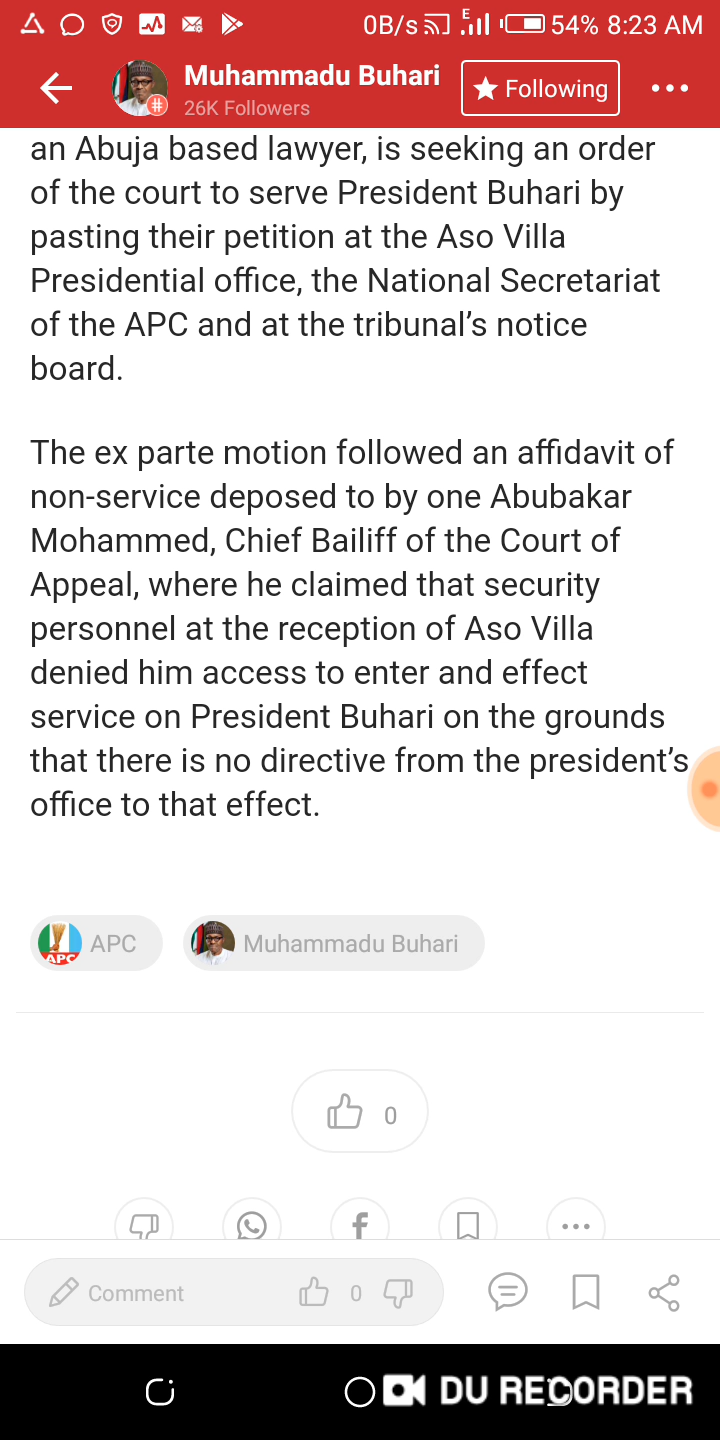 0B/s E 54% 8:23 AM
Muhammadu Buhari
26K Followers
Following
an Abuja based lawyer, is seeking an order
of the court to serve President Buhari by
pasting their petition at the Aso Villa
Presidential office, the National Secretariat
of the APC and at the tribunal’s notice
board.
The ex parte motion followed an affidavit of
non-service deposed to by one Abubakar
Mohammed, Chief Bailiff of the Court of
Appeal, where he claimed that security
personnel at the reception of Aso Villa
denied him access to enter and effect
service on President Buhari on the grounds
that there is no directive from the president’s
office to that effect.
APC APC Muhammadu Buhari
0
Comment 0
DU RECORDER